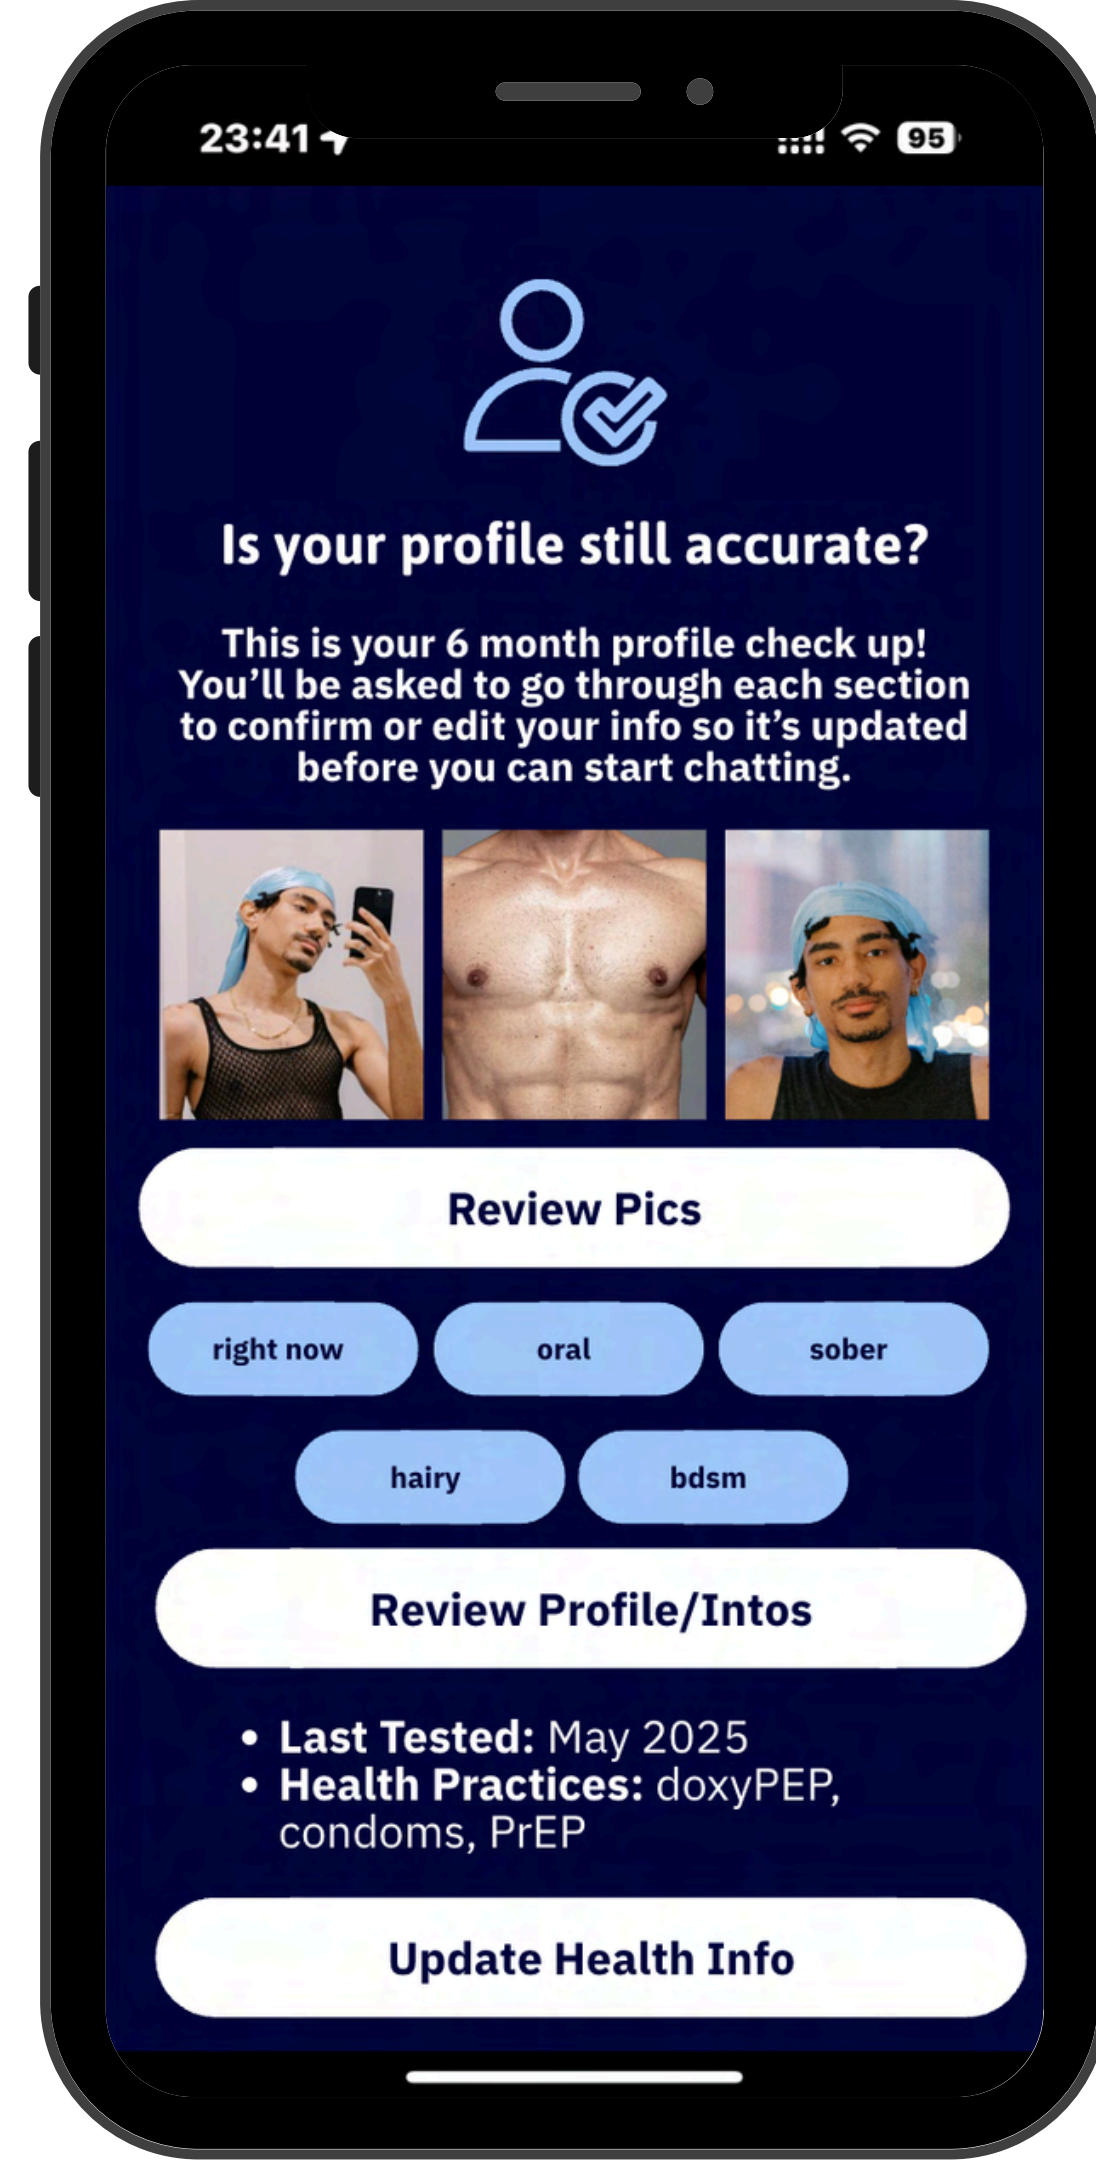 23:41
95
Is your profile still accurate?
This is your 6 month profile check up!
You’ll be asked to go through each section
to confirm or edit your info so it’s updated
before you can start chatting.
Review Pics
right now oral sober
hairy bdsm
Review Profile/Intos
• Last Tested: May 2025
• Health Practices: doxyPEP,
condoms, PrEP
Update Health Info